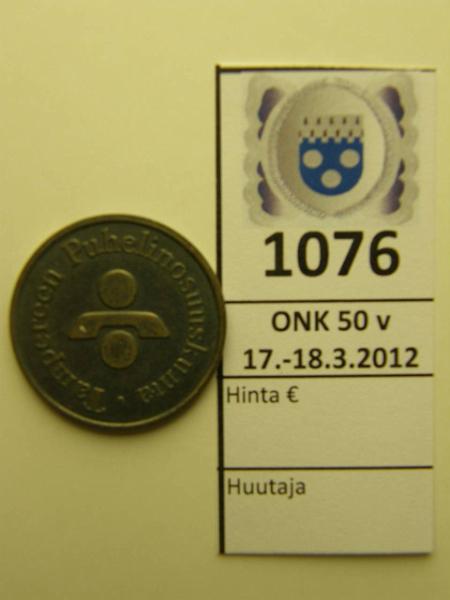 Tampereen Puhelinosuuskunta
1076
ONK 50 v
17.-18.3.2012
Hinta €
Huutaja